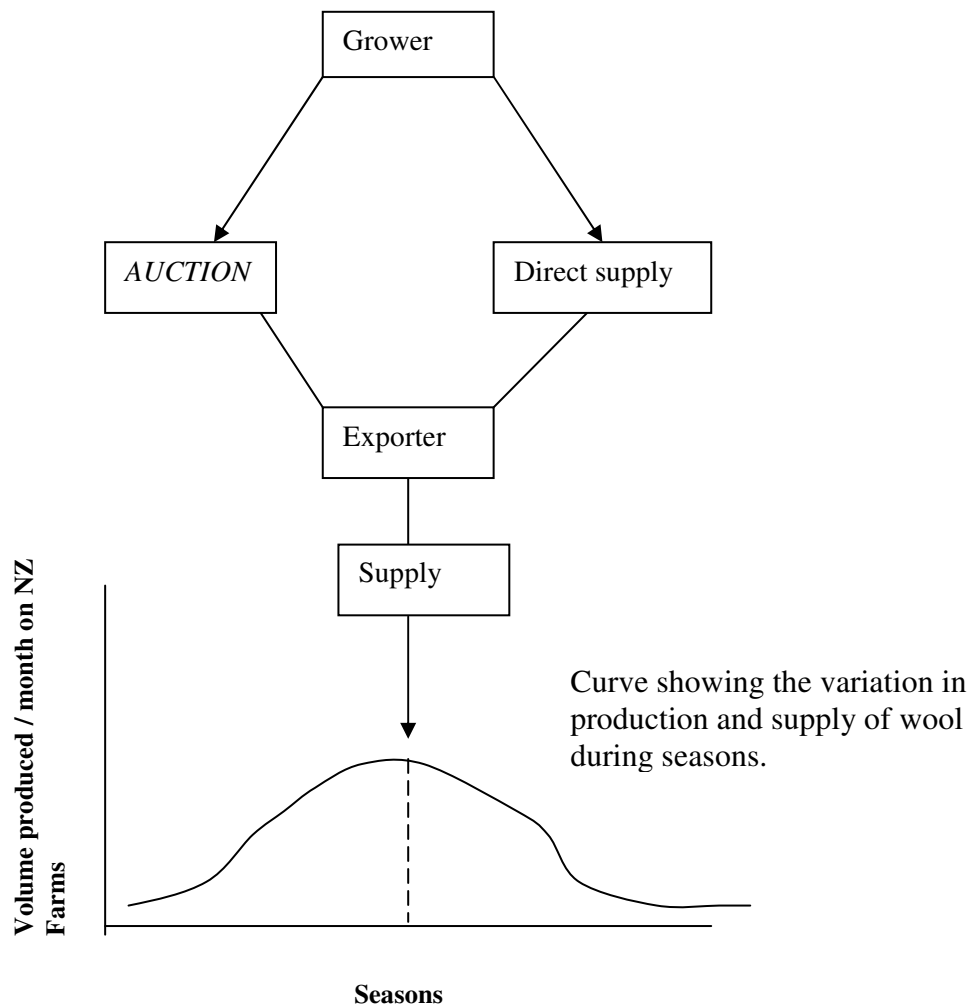 Grower
AUCTION
Direct supply
Exporter
Supply
Volume produced / month on NZ
Farms
Curve showing the variation in
production and supply of wool
during seasons.
Seasons